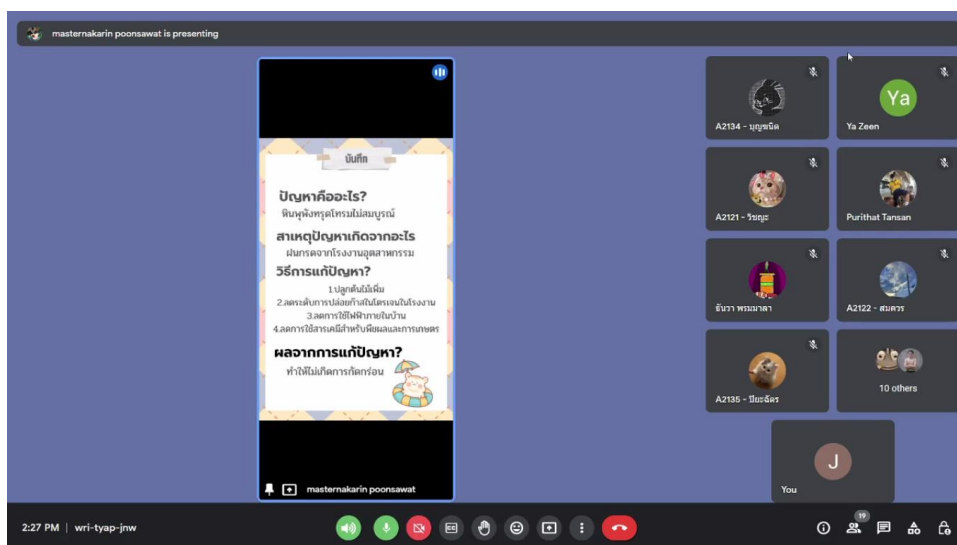 masternakarin poonsawat is presenting
บันทึก
ปัญหาคืออะไร?
หินพุพังทรุดโทรมไม่สมบูรณ์
สาเหตุปัญหาเกิดจากอะไร
ฝนกรดจากโรงงานอุตสาหกรรม
วิธีการแก้ปัญหา?
1.ปลูกต้นไม้เพิ่ม
2.ลดระดับการปล่อยก๊าสไนโตรเจนในโรงงาน
3.ลดการใช้ไฟฟ้าภายในบ้าน
4.ลดการใช้สารเคมีสำหรับพืชผลและการเกษตร
ผลจากการแก้ปัญหา?
ทำให้ไม่เกิดการกัดกร่อน
masternakarin poonsawat
A2134 - บุญฆนิต
Ya
Ya Zeen
A2121 - วิชญะ
Purithat Tansan
ธันวา พรมมาดา
A2122 - สมควร
A2135 - ปิยะฉัตร
10 others
J
You
2:27 PM | wri-tyap-jnw
CC
19